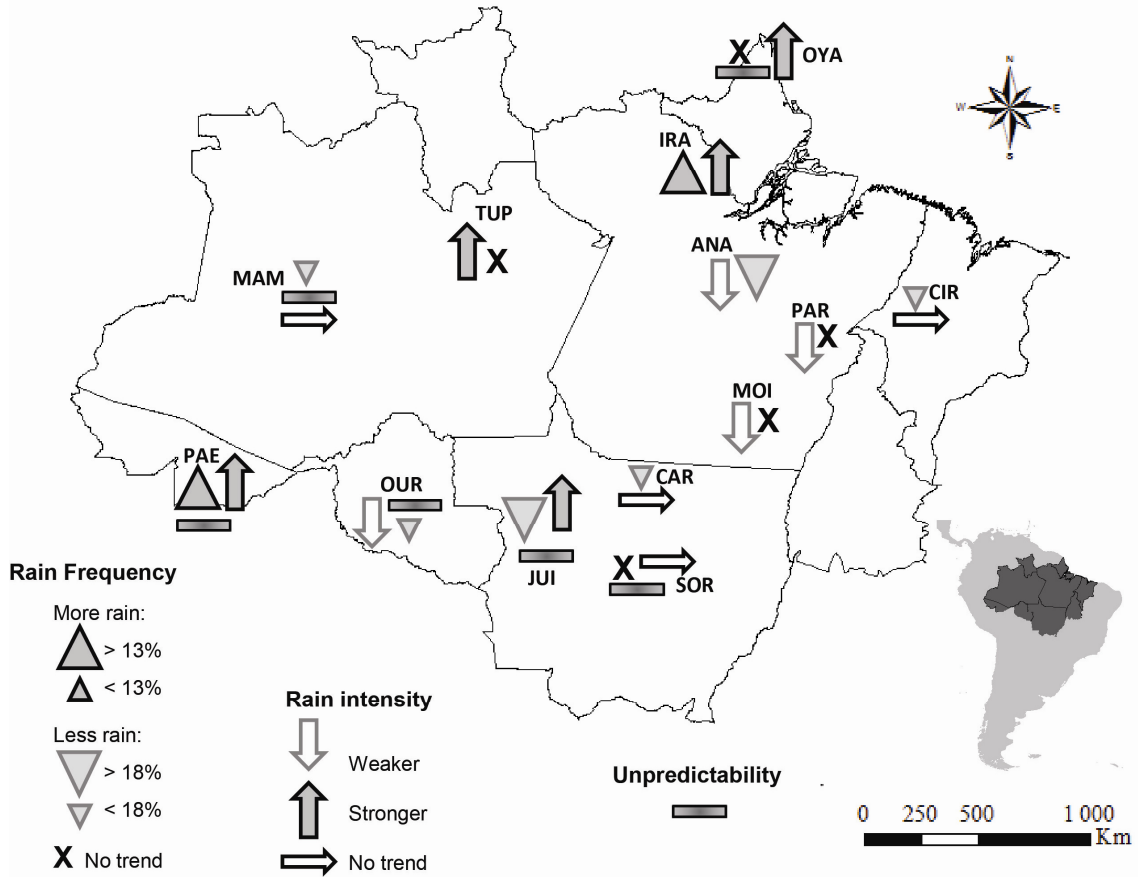 OYA
N
W
E
S
IRA
TUP
ANA
MAM
CIR
PAR
MOI
PAE
CAR
OUR
JUI
SOR
Rain Frequency
More rain:
> 13%
< 13%
Less rain:
> 18%
< 18%
X No trend
Rain intensity
Weaker
Stronger
No trend
Unpredictability
0 250 500 1 000
Km